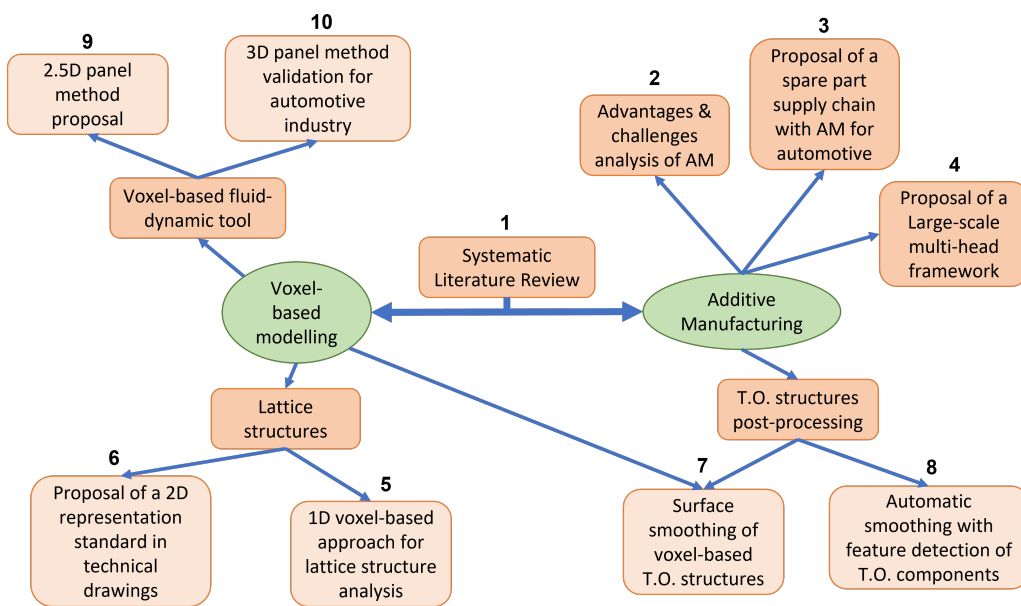 9
2.5D panel
method
proposal
10
3D panel method
validation for
automotive
industry
2
Advantages &
challenges
analysis of AM
3
Proposal of a
spare part
supply chain
with AM for
automotive
4
Proposal of a
Large-scale
multi-head
framework
Voxel-based fluid-
dynamic tool
1
Systematic
Literature Review
Voxel-
based
modelling
Additive
Manufacturing
Lattice
structures
T.O. structures
post-processing
6
Proposal of a 2D
representation
standard in
technical
drawings
5
1D voxel-based
approach for
lattice structure
analysis
7
Surface
smoothing of
voxel-based
T.O. structures
8
Automatic
smoothing with
feature detection of
T.O. components